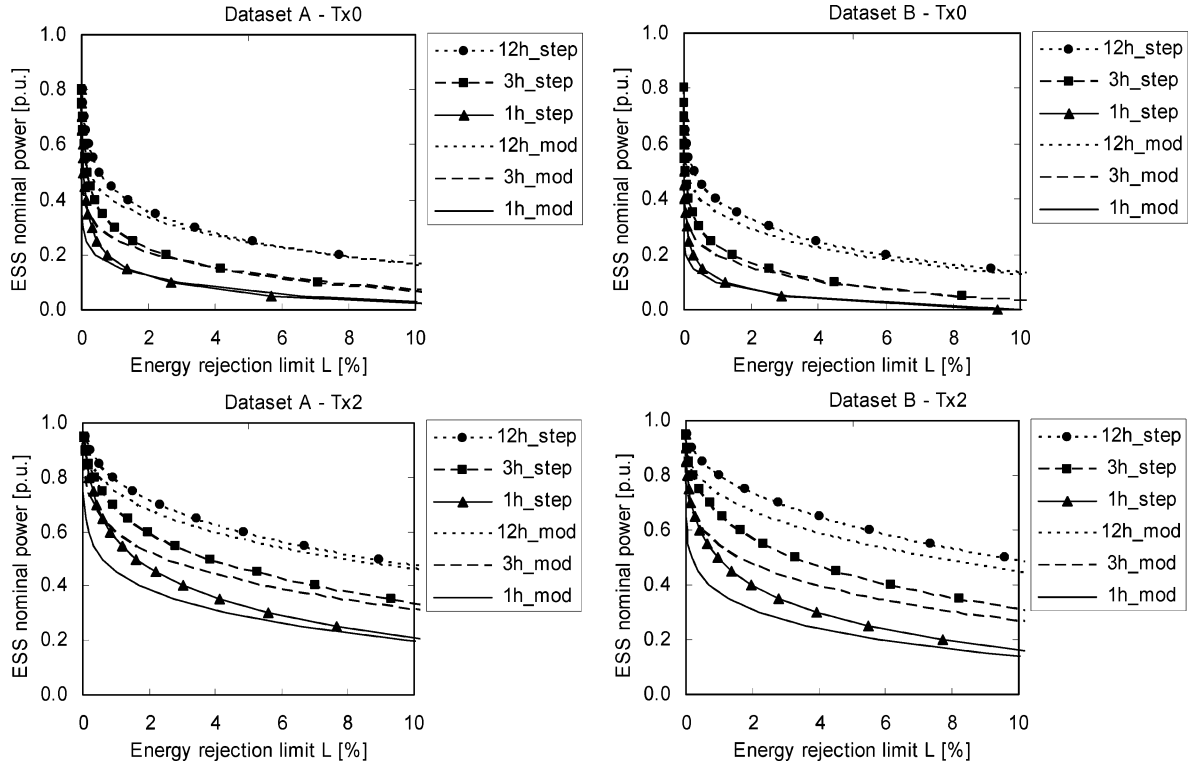 Dataset A - Tx0
ESS nominal power [p.u.]
1.0
0.8
0.6
0.4
0.2
0.0
0 2 4 6 8 10
Energy rejection limit L [%]
12h_step
3h_step
1h_step
12h_mod
3h_mod
1h_mod
Dataset B - Tx0
ESS nominal power [p.u.]
1.0
0.8
0.6
0.4
0.2
0.0
0 2 4 6 8 10
Energy rejection limit L [%]
12h_step
3h_step
1h_step
12h_mod
3h_mod
1h_mod
Dataset A - Tx2
ESS nominal power [p.u.]
1.0
0.8
0.6
0.4
0.2
0.0
0 2 4 6 8 10
Energy rejection limit L [%]
12h_step
3h_step
1h_step
12h_mod
3h_mod
1h_mod
Dataset B - Tx2
ESS nominal power [p.u.]
1.0
0.8
0.6
0.4
0.2
0.0
0 2 4 6 8 10
Energy rejection limit L [%]
12h_step
3h_step
1h_step
12h_mod
3h_mod
1h_mod